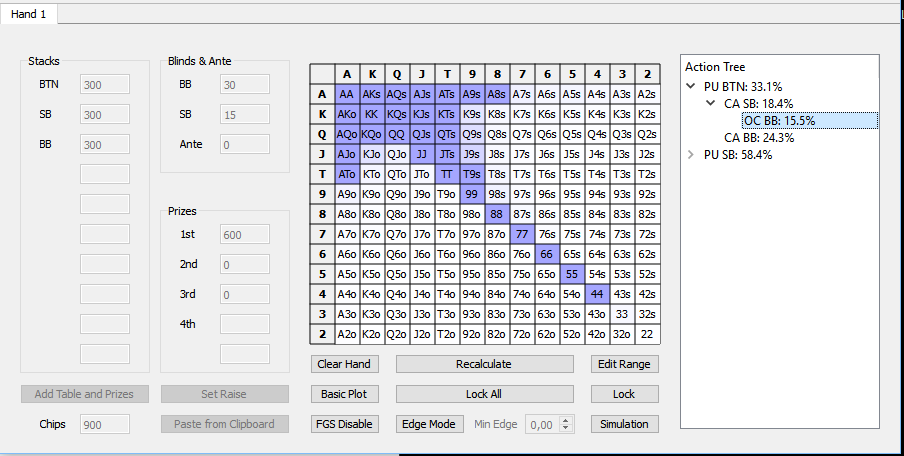 Hand 1
Stacks
BTN 300
SB 300
BB 300
Blinds & Ante
BB 30
SB 15
Ante 0
Prizes
1st 600
2nd 0
3rd 0
4th
A K Q J T 9 8 7 6 5 4 3 2
A AA AKs AQs AJs ATs A9s A8s A7s A6s A5s A4s A3s A2s
K AKo KK KQs KJs KTs K9s K8s K7s K6s K5s K4s K3s K2s
Q AQo KQo QQ QJs QTs Q9s Q8s Q7s Q6s Q5s Q4s Q3s Q2s
J AJo KJo QJo JJ JTs J9s J8s J7s J6s J5s J4s J3s J2s
T ATo KTo QTo JTo TT T9s T8s T7s T6s T5s T4s T3s T2s
9 A9o K9o Q9o J9o T9o 99 98s 97s 96s 95s 94s 93s 92s
8 A8o K8o Q8o J8o T8o 98o 88 87s 86s 85s 84s 83s 82s
7 A7o K7o Q7o J7o T7o 97o 87o 77 76s 75s 74s 73s 72s
6 A6o K6o Q6o J6o T6o 96o 86o 76o 66 65s 64s 63s 62s
5 A5o K5o Q5o J5o T5o 95o 85o 75o 65o 55 54s 53s 52s
4 A4o K4o Q4o J4o T4o 94o 84o 74o 64o 54o 44 43s 42s
3 A3o K3o Q3o J3o T3o 93o 83o 73o 63o 53o 43o 33 32s
2 A2o K2o Q2o J2o T2o 92o 82o 72o 62o 52o 42o 32o 22
Action Tree
PU BTN: 33.1%
CA SB: 18.4%
OC BB: 15.5%
CA BB: 24.3%
PU SB: 58.4%
Clear Hand Recalculate Edit Range
Add Table and Prizes Set Raise Basic Plot Lock All Lock
Chips 900 Paste from Clipboard FGS Disable Edge Mode Min Edge 0,00 Simulation